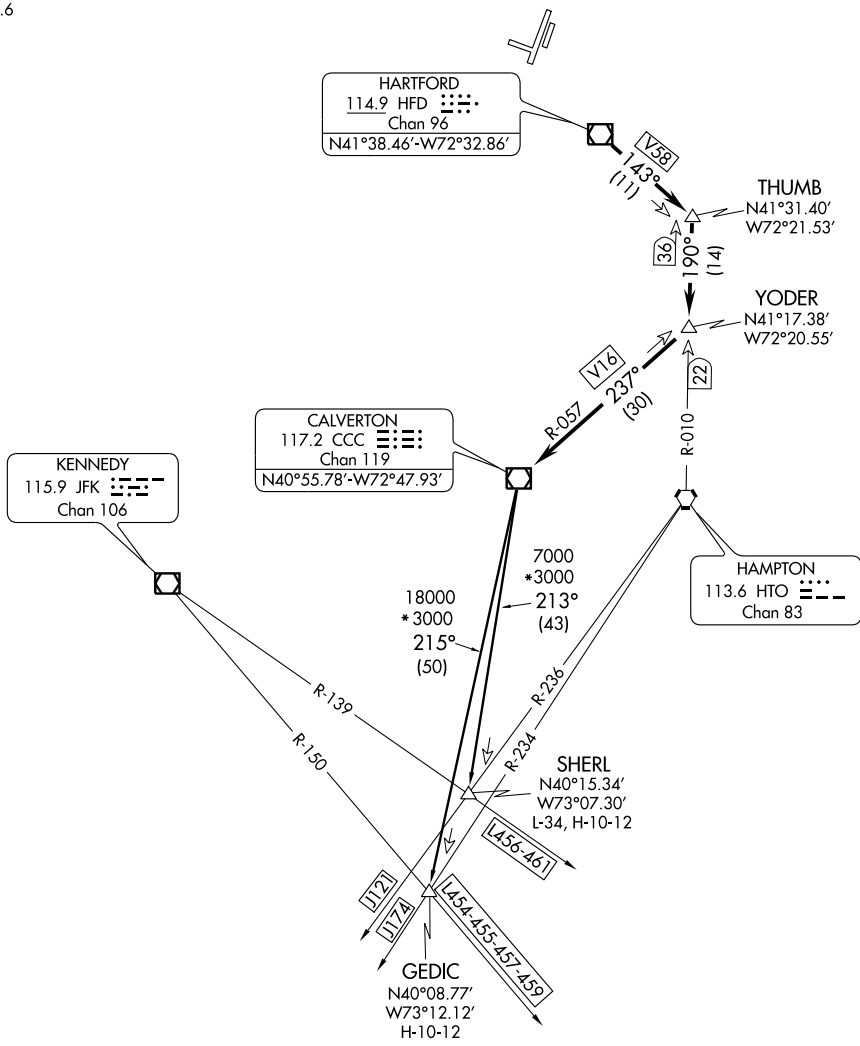 .6
HARTFORD
114.9 HFD
Chan 96
N41°38.46′-W72°32.86′
V58
143°
(11)
THUMB
N41°31.40′
W72°21.53′
36
190°
(14)
YODER
N41°17.38′
W72°20.55′
V16
237°
(30)
R-057
22
R-010
CALVERTON
117.2 CCC
Chan 119
N40°55.78′-W72°47.93′
KENNEDY
115.9 JFK
Chan 106
HAMPTON
113.6 HTO
Chan 83
7000
*3000
213°
(43)
18000
*3000
215°
(50)
R-139
R-150
R-236
R-234
SHERL
N40°15.34′
W73°07.30′
L-34, H-10-12
L456-461
J121
J174
L454-455-457-459
GEDIC
N40°08.77′
W73°12.12′
H-10-12